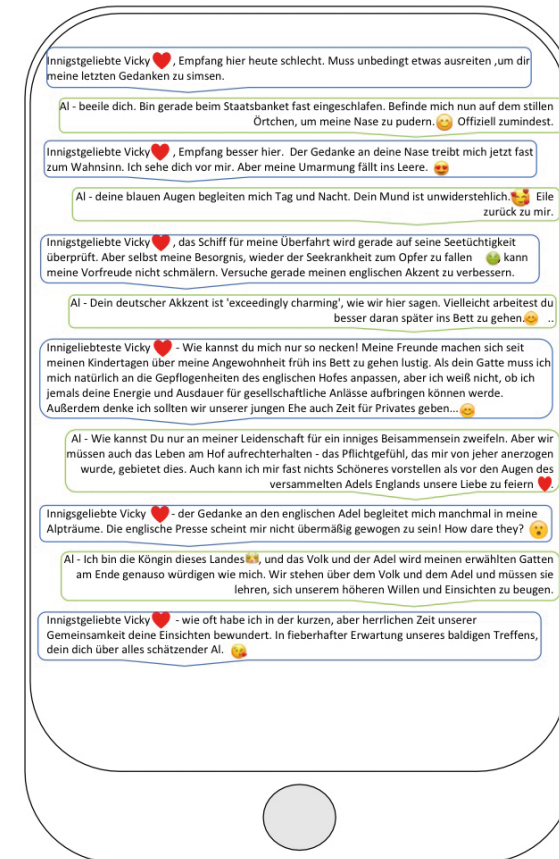 Innigstgeliebte Vicky❤️ , Empfang hier heute schlecht. Muss unbedingt etwas ausreiten ,um dir
meine letzten Gedanken zu simsen.
Al - beeile dich. Bin gerade beim Staatsbanket fast eingeschlafen. Befinde mich nun auf dem stillen
Örtchen, um meine Nase zu pudern.😊 Offiziell zumindest.
Innigstgeliebte Vicky❤️ , Empfang besser hier. Der Gedanke an deine Nase treibt mich jetzt fast
zum Wahnsinn. Ich sehe dich vor mir. Aber meine Umarmung fällt ins Leere. 😍
Al - deine blauen Augen begleiten mich Tag und Nacht. Dein Mund ist unwiderstehlich.🥰 Eile
zurück zu mir.
Innigstgeliebte Vicky❤️ , das Schiff für meine Überfahrt wird gerade auf seine Seetüchtigkeit
überprüft. Aber selbst meine Besorgnis, wieder der Seekrankheit zum Opfer zu fallen 🤢 kann
meine Vorfreude nicht schmälern. Versuche gerade meinen englischen Akzent zu verbessern.
Al - Dein deutscher Akkzent ist 'exceedingly charming', wie wir hier sagen. Vielleicht arbeitest du
besser daran später ins Bett zu gehen.😊 ..
Innigeliebteste Vicky❤️ - Wie kannst du mich nur so necken! Meine Freunde machen sich seit
meinen Kindertagen über meine Angewohnheit früh ins Bett zu gehen lustig. Als dein Gatte muss ich
mich natürlich an die Gepflogenheiten des englischen Hofes anpassen, aber ich weiß nicht, ob ich
jemals deine Energie und Ausdauer für gesellschaftliche Anlässe aufbringen können werde.
Außerdem denke ich sollten wir unserer jungen Ehe auch Zeit für Privates geben...😊
Al - Wie kannst Du nur an meiner Leidenschaft für ein inniges Beisammensein zweifeln. Aber wir
müssen auch das Leben am Hof aufrechterhalten - das Pflichtgefühl, das mir von jeher anerzogen
wurde, gebietet dies. Auch kann ich mir fast nichts Schöneres vorstellen als vor den Augen des
versammelten Adels Englands unsere Liebe zu feiern ❤️.
Innigsgeliebte Vicky ❤️- der Gedanke an den englischen Adel begleitet mich manchmal in meine
Alpträume. Die englische Presse scheint mir nicht übermäßig gewogen zu sein! How dare they? 😮
Al - Ich bin die Köngin dieses Landes👑, und das Volk und der Adel wird meinen erwählten Gatten
am Ende genauso würdigen wie mich. Wir stehen über dem Volk und dem Adel und müssen sie
lehren, sich unserem höheren Willen und Einsichten zu beugen.
Innigstgeliebte Vicky❤️ - wie oft habe ich in der kurzen, aber herrlichen Zeit unserer
Gemeinsamkeit deine Einsichten bewundert. In fieberhafter Erwartung unseres baldigen Treffens,
dein dich über alles schätzender Al. 😘